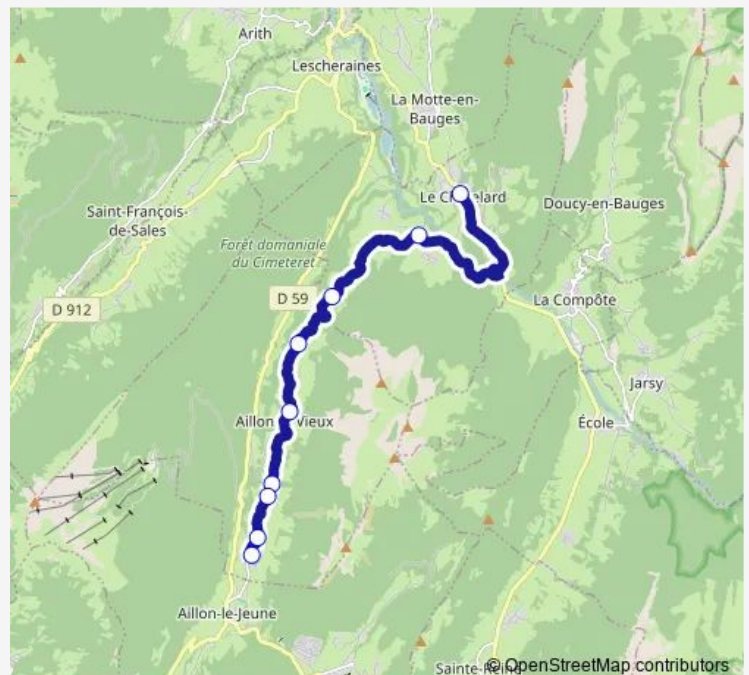 Arith
Lescheraines
La Motte-en-
Bauges
Saint-François-
de-Sales
Doucy-en-Bauges
Forêt domaniale
du Cimeteret
D 59
D 912
La Compôte
Jarsy
École
Aillon
Vieux
Aillon-le-Jeune
© OpenStreetMap contributors